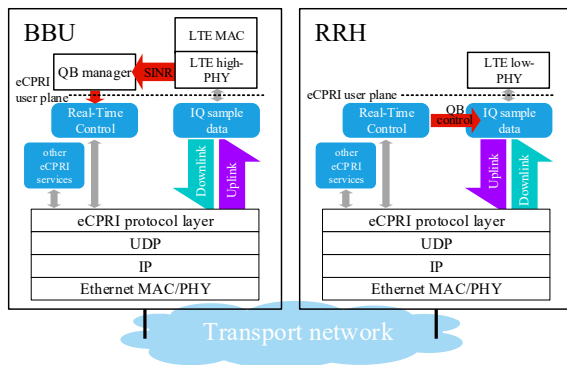 BBU
LTE MAC
QB manager
SINR
LTE high-
PHY
eCPRI
user plane
Real-Time
Control
IQ sample
data
other
eCPRI
services
Downlink
Uplink
eCPRI protocol layer
UDP
IP
Ethernet MAC/PHY
RRH
LTE low-
PHY
eCPRI user plane
Real-Time
Control
QB
control
IQ sample
data
other
eCPRI
services
Uplink
Downlink
eCPRI protocol layer
UDP
IP
Ethernet MAC/PHY
Transport network